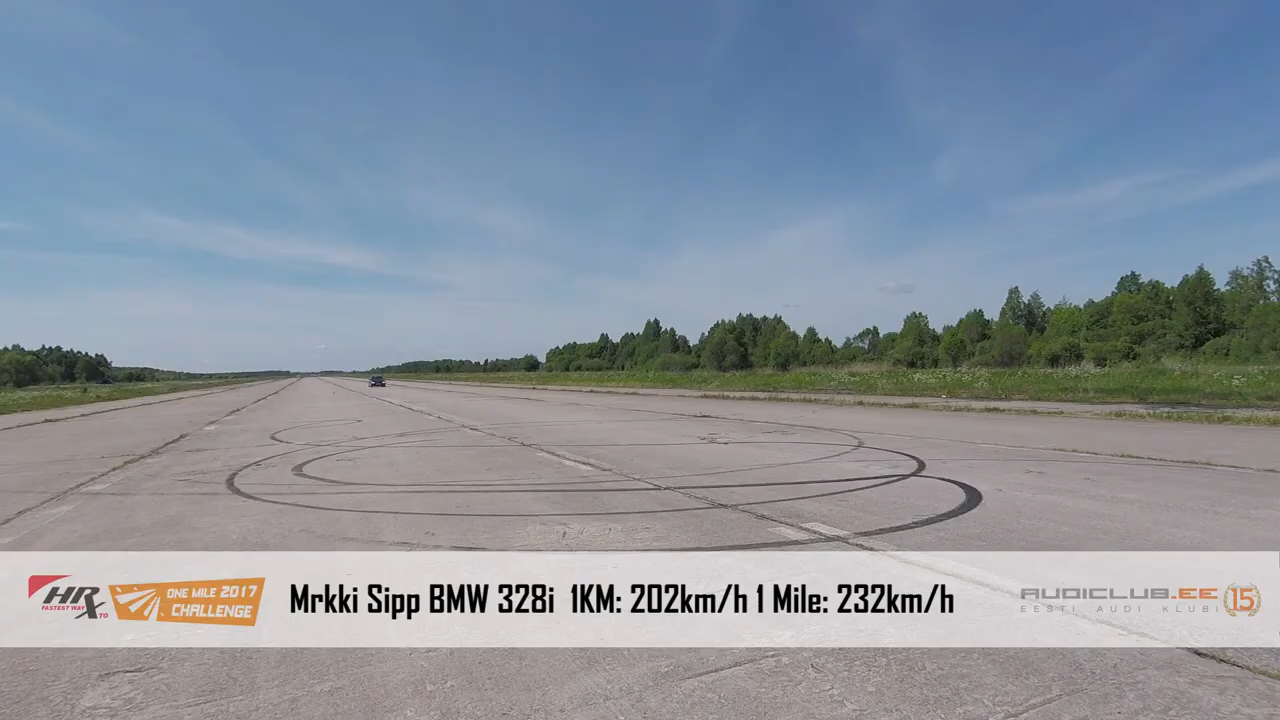 HRX
FASTEST WAY TO
ONE MILE 2017
CHALLENGE
Mrkki Sipp BMW 328i 1KM: 202km/h 1 Mile: 232km/h
AUDICLUB.EE
EESTI AUDI KLUBI
15